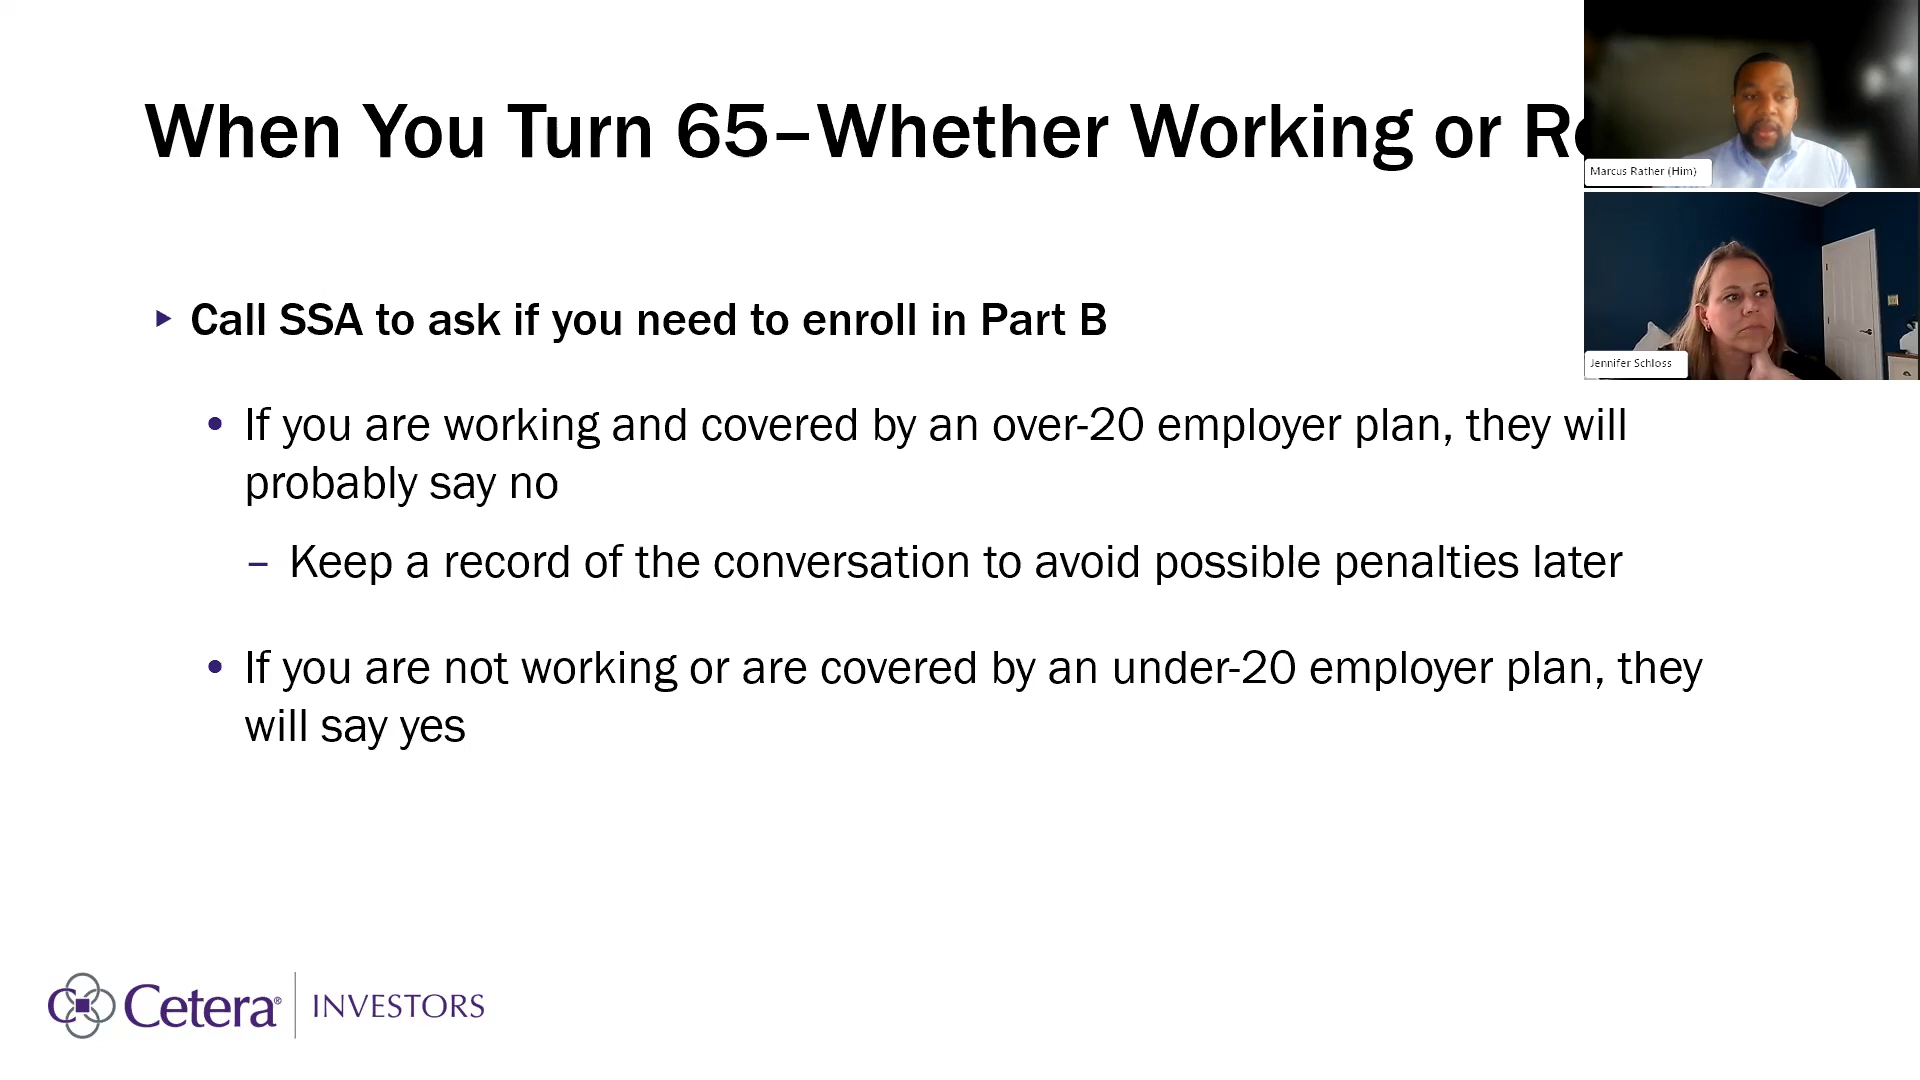 When You Turn 65–Whether Working or
Marcus Rather (Him)
Jennifer Schloss
Call SSA to ask if you need to enroll in Part B
• If you are working and covered by an over-20 employer plan, they will
probably say no
– Keep a record of the conversation to avoid possible penalties later
• If you are not working or are covered by an under-20 employer plan, they
will say yes
Cetera® INVESTORS